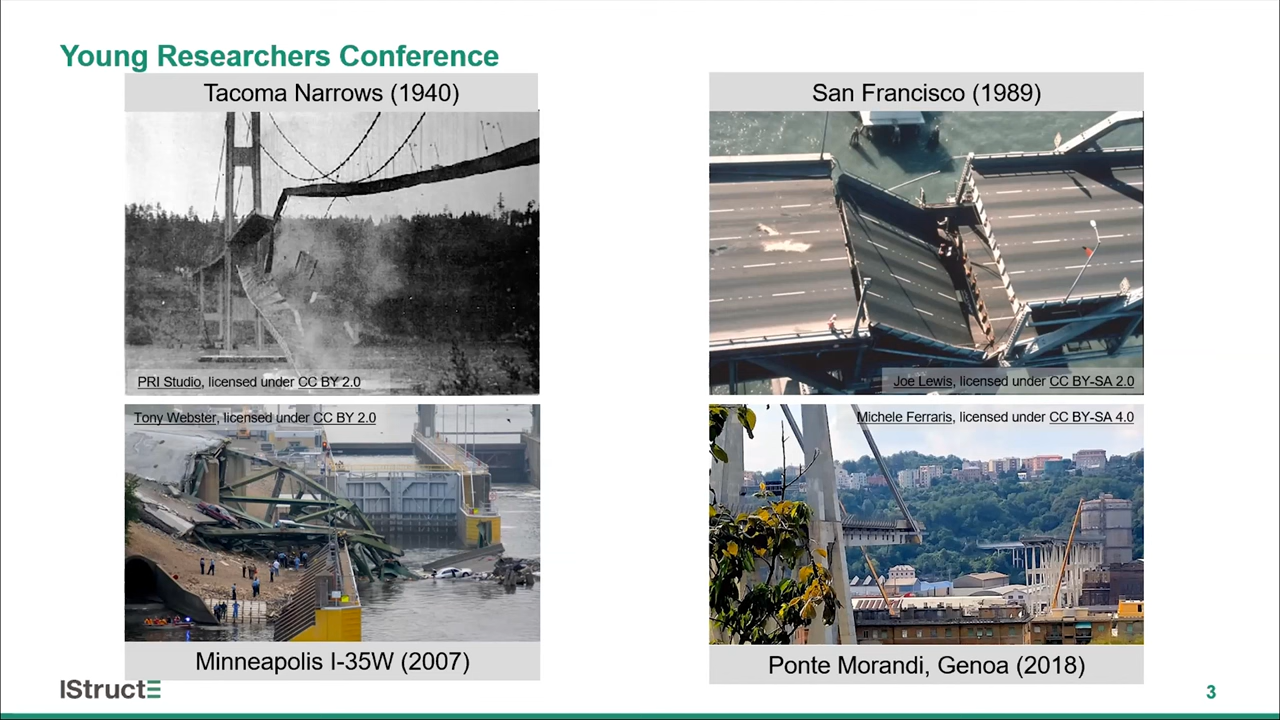 Young Researchers Conference
Tacoma Narrows (1940)
San Francisco (1989)
PRI Studio, licensed under CC BY 2.0
Joe Lewis, licensed under CC BY-SA 2.0
Tony Webster, licensed under CC BY 2.0
Michele Ferraris, licensed under CC BY-SA 4.0
Minneapolis I-35W (2007)
Ponte Morandi, Genoa (2018)
IStructE
3